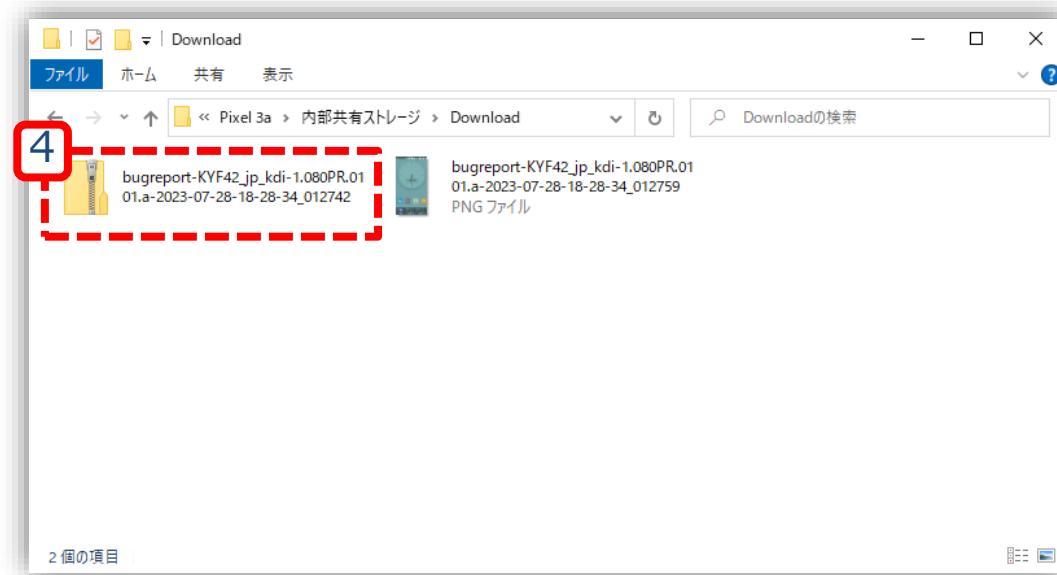 Download
ファイル ホーム 共有 表示
« Pixel 3a › 内部共有ストレージ › Download
Downloadの検索
4
bugreport-KYF42_jp_kdi-1.080PR.01
01.a-2023-07-28-18-28-34_012742
bugreport-KYF42_jp_kdi-1.080PR.01
01.a-2023-07-28-18-28-34_012759
PNG ファイル
2 個の項目